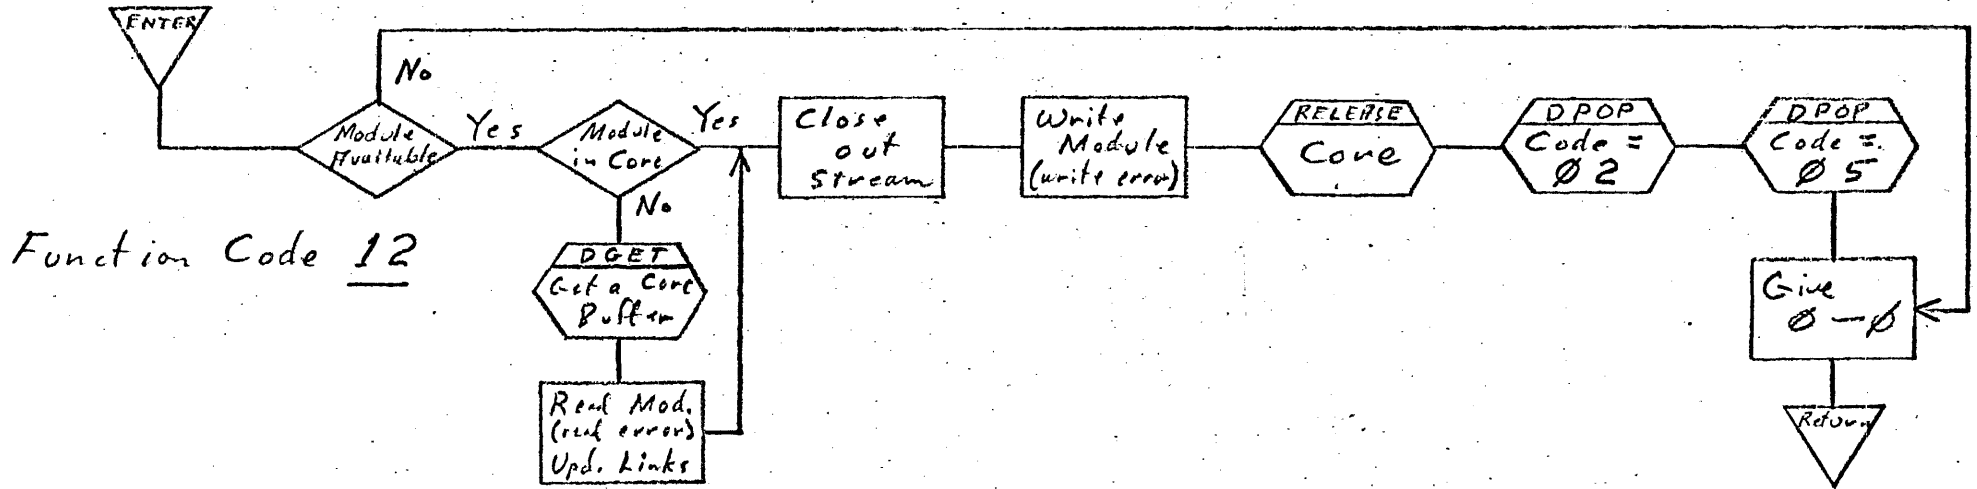 ENTER
No
Module
Available
Yes
Module
in Core
Yes
Close
out
stream
Write
Module
(write error)
RELEASE
Core
DPOP
Code =
Ø 2
DPOP
Code =
Ø 5
No
Function Code 12
DGET
Get a Core
Buffer
Read Mod.
(read error)
Upd. Links
Give
Ø — Ø
Return